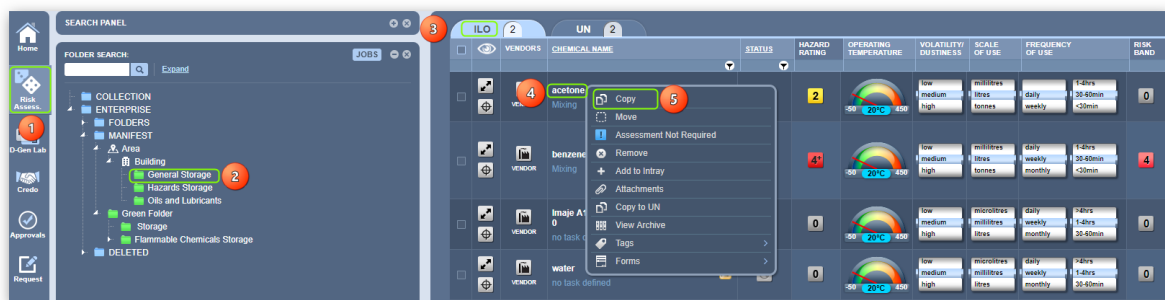 Home
Risk
Assess.
1
D-Gen Lab
Credo
Approvals
Request
SEARCH PANEL
FOLDER SEARCH:
JOBS
Expand
COLLECTION
ENTERPRISE
FOLDERS
MANIFEST
Area
Building
General Storage
2
Hazards Storage
Oils and Lubricants
Green Folder
Storage
Flammable Chemicals Storage
DELETED
3
ILO 2
UN 2
VENDORS CHEMICAL NAME STATUS
HAZARD RATING
OPERATING TEMPERATURE
VOLATILITY/ DUSTINESS
SCALE OF USE
FREQUENCY OF USE
RISK BAND
4
acetone
Mixing
2
-50 20°C 450
low millilitres 1-4hrs
medium litres daily 30-60min
high tonnes weekly <30min
0
VENDOR
benzene
Mixing
4+
-50 20°C 450
low millilitres daily 1-4hrs
medium litres weekly 30-60min
high tonnes monthly <30min
4
VENDOR
Imaje A1
0
no task d
0
-50 20°C 450
low microlitres daily >4hrs
medium millilitres weekly 1-4hrs
high litres monthly 30-60min
0
VENDOR
water
no task defined
0
-50 20°C 450
low microlitres daily >4hrs
medium millilitres weekly 1-4hrs
high litres monthly 30-60min
0
Copy
5
Move
Assessment Not Required
Remove
Add to Intray
Attachments
Copy to UN
View Archive
Tags
Forms